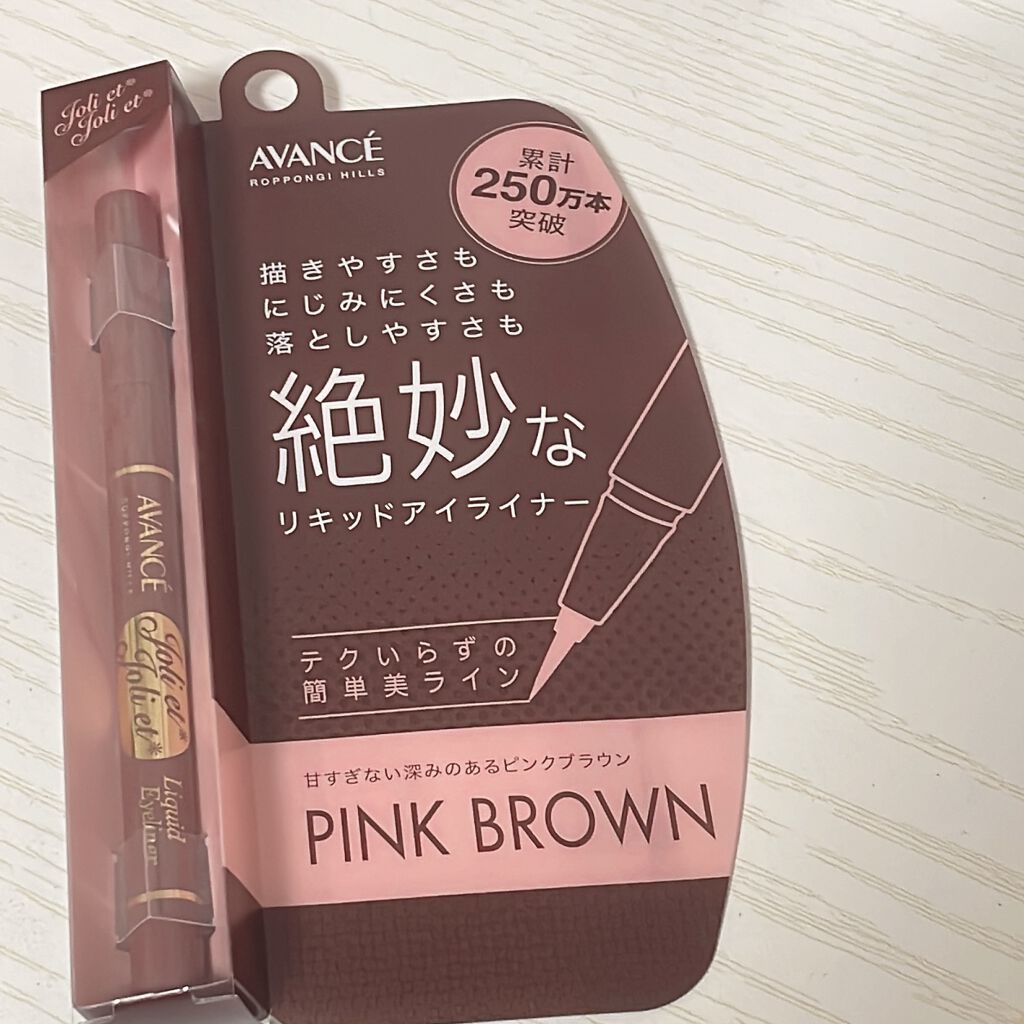 Joli et*
Joli et*
AVANCÉ
ROPPONGI HILLS
累計
250万本
突破
描きやすさも
にじみにくさも
落としやすさも
絶妙な
リキッドアイライナー
テクいらずの
簡単美ライン
甘すぎない深みのあるピンクブラウン
PINK BROWN
AVANCÉ
ROPPONGI HILLS
Joli et*
Joli et*
Liquid
Eyeliner